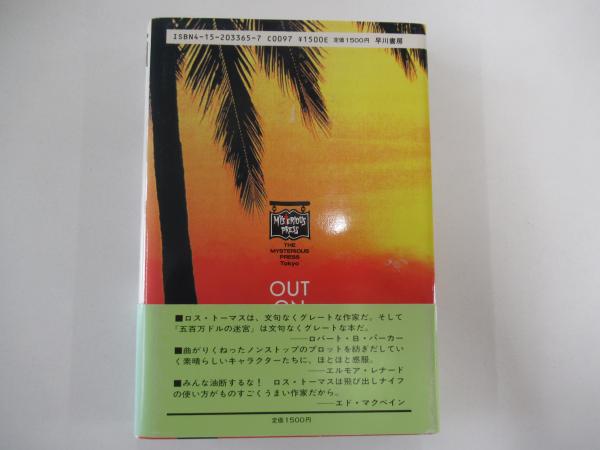 ISBN4-15-203365-7 C0097 ¥1500E 定価1500円 早川書房
MYSTERIOUS
PRESS
THE
MYSTERIOUS
PRESS
Tokyo
OUT
ON
■ロス・トーマスは、文句なくグレートな作家だ。そして
「五百万ドルの迷宮」は文句なくグレートな本だ。
――ロバート・B・パーカー
■曲がりくねったノンストップのプロットを紡ぎだしてい
く素晴らしいキャラクターたちに、ほとほと感服。
――エルモア・レナード
■みんな油断するな！ ロス・トーマスは飛び出しナイフ
の使い方がものすごくうまい作家だから。
――エド・マクベイン
定価1500円